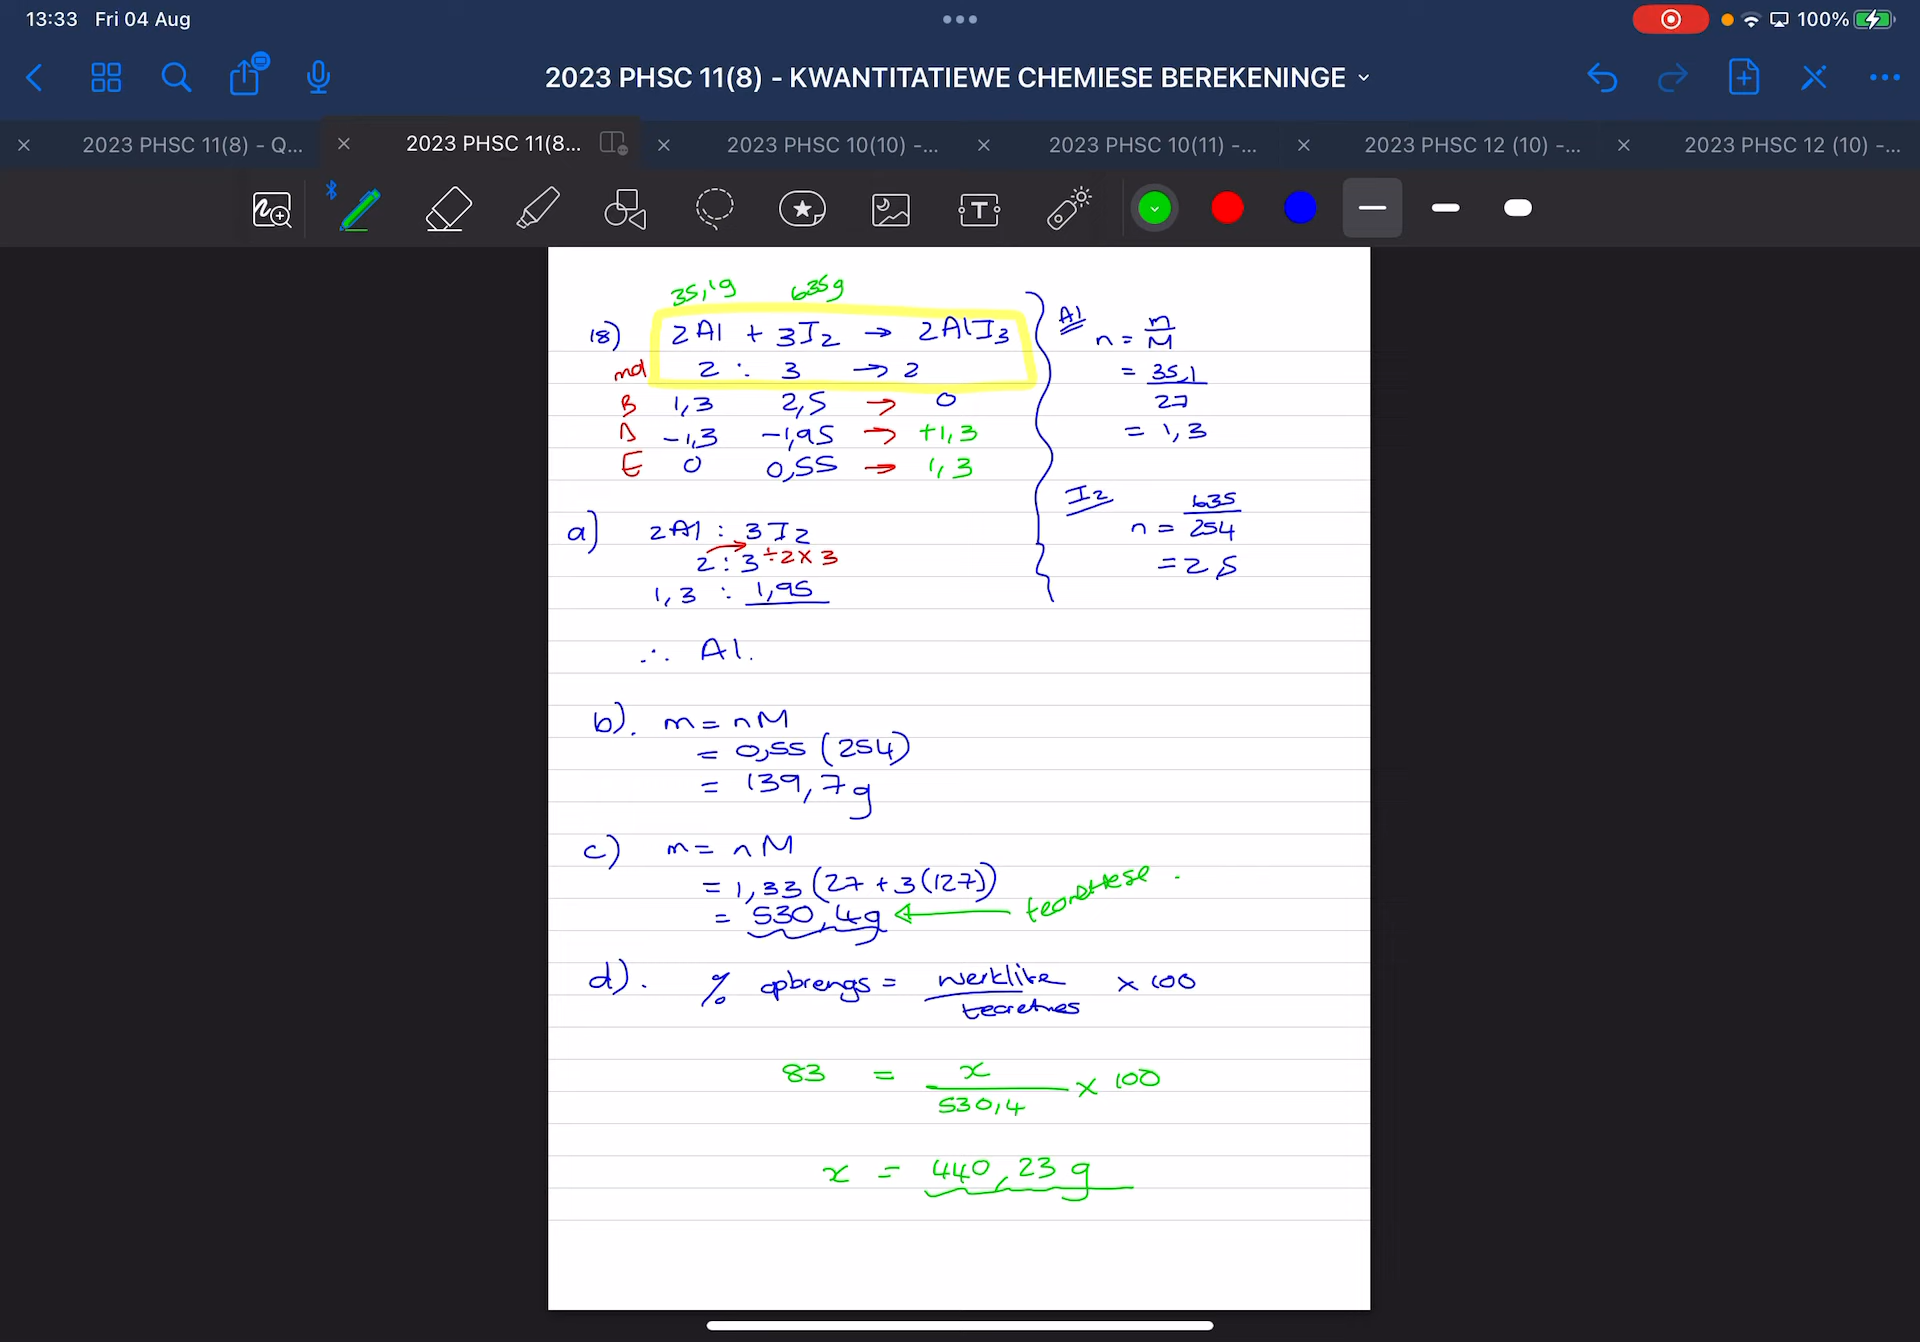 13:33 Fri 04 Aug
100%
2023 PHSC 11(8) - KWANTITATIEWE CHEMIESE BEREKENINGE
2023 PHSC 11(8) - Q...
2023 PHSC 11(8...
2023 PHSC 10(10) -...
2023 PHSC 10(11) -...
2023 PHSC 12 (10) -...
2023 PHSC 12 (10) -...
35,1g 635g
18) 2Al + 3I2 → 2AlI3
mol 2 : 3 → 2
B 1,3 2,5 → 0
Δ -1,3 -1,95 → +1,3
E 0 0,55 → 1,3
Al
n = m/M
= 35,1/27
= 1,3
I2
n = 635/254
= 2,5
a) 2Al : 3I2
2 : 3 ÷2×3
1,3 : 1,95
∴ Al.
b). m = nM
= 0,55 (254)
= 139,7g
c) m = nM
= 1,33 (27 + 3(127))
= 530,4g ← teoretiese.
d). % opbrengs = werklike/teoreties × 100
83 = x/530,4 × 100
x = 440,23 g